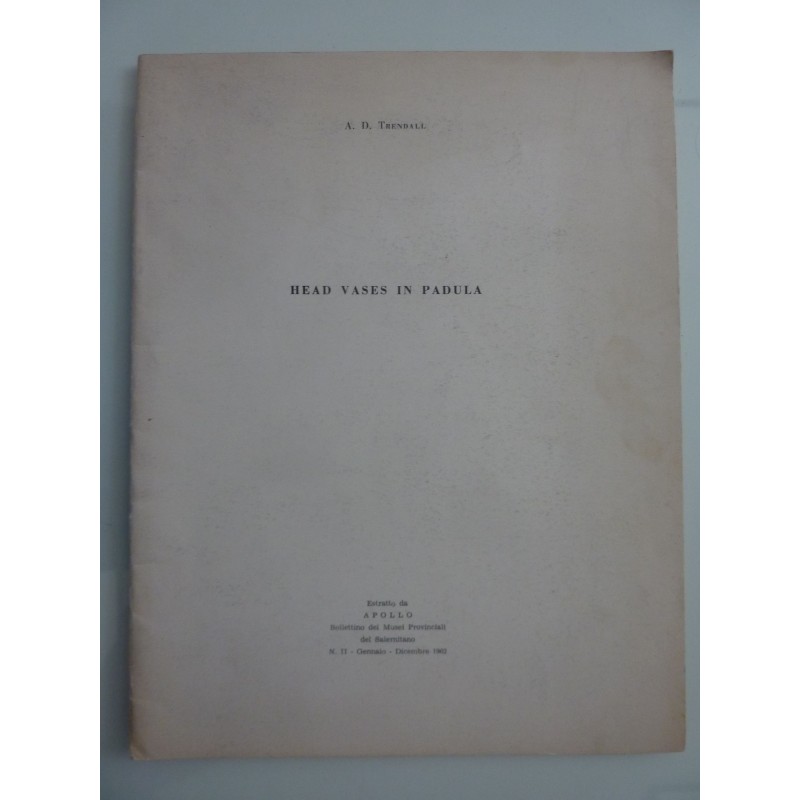 A. D. Trendall
HEAD VASES IN PADULA
Estratto da
APOLLO
Bollettino dei Musei Provinciali
del Salernitano
N. II - Gennaio - Dicembre 1962